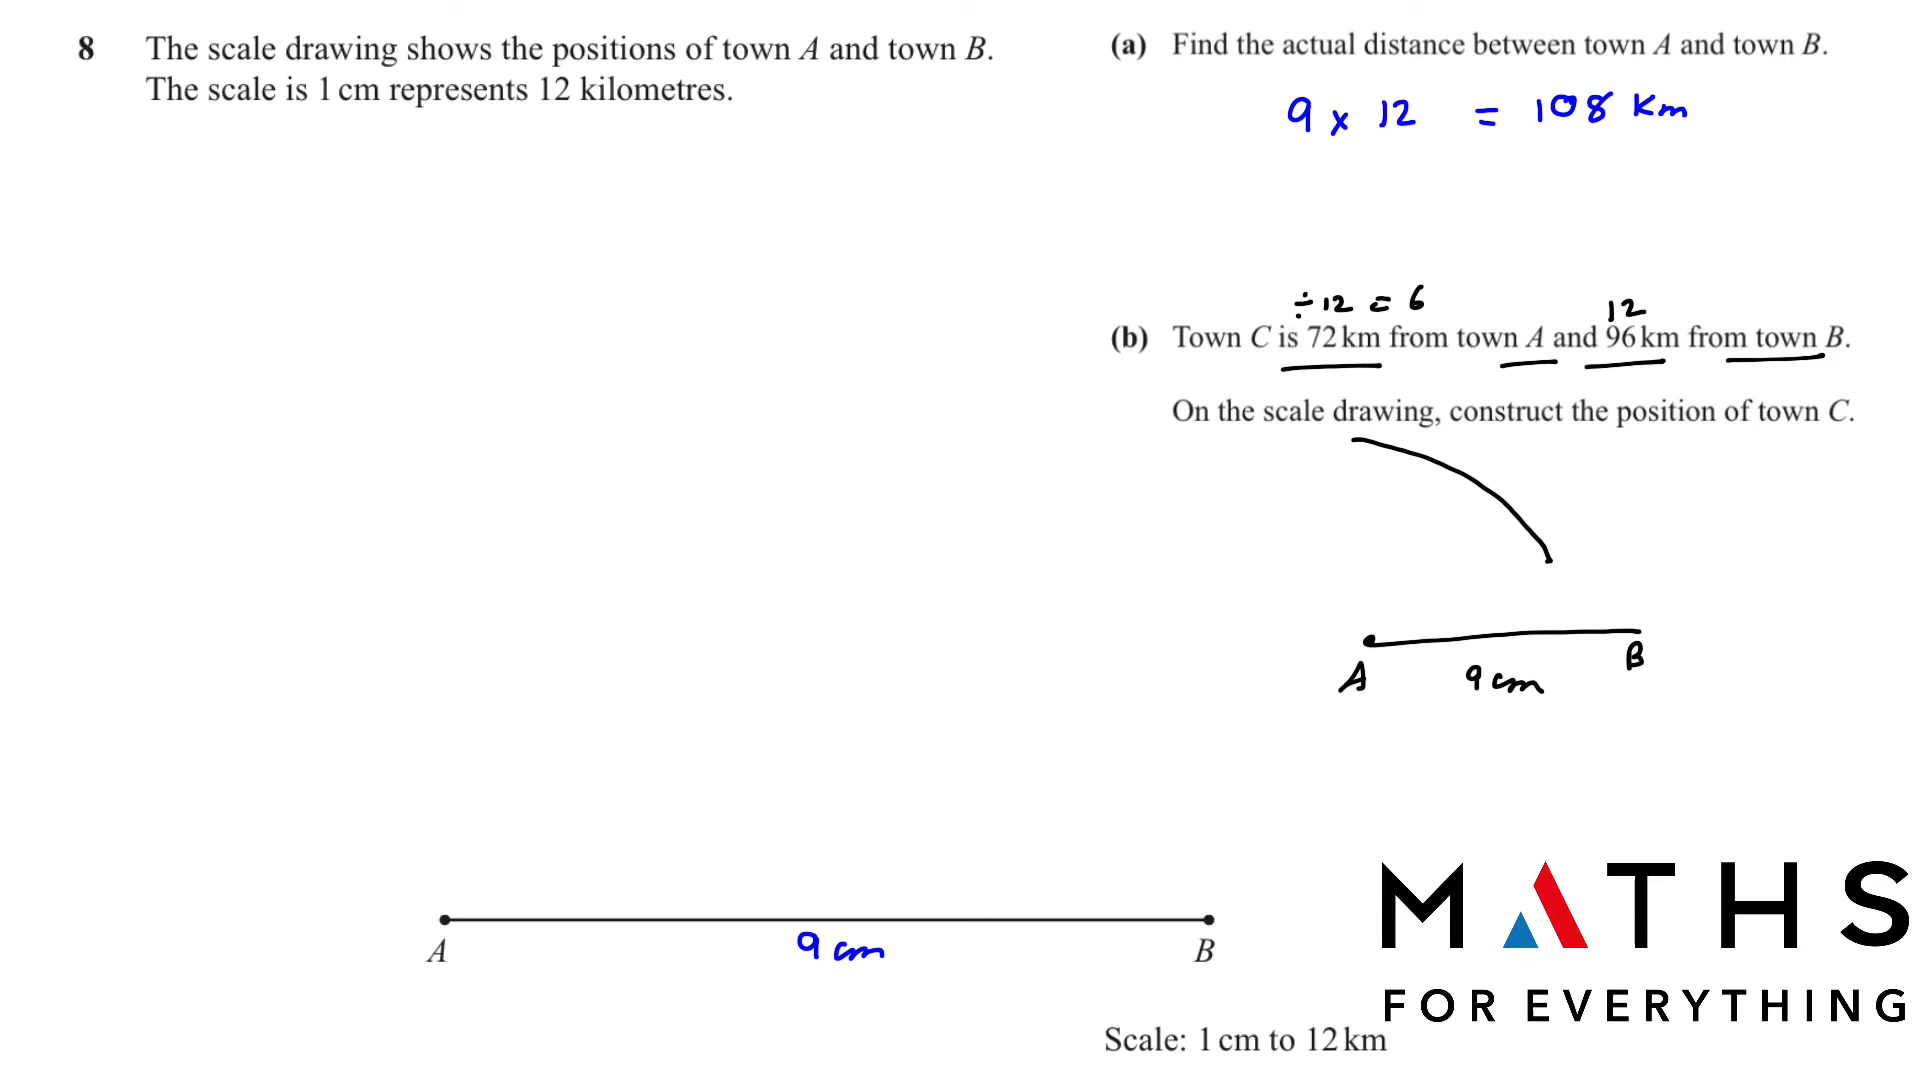 8 The scale drawing shows the positions of town A and town B.
The scale is 1 cm represents 12 kilometres.
A
9 cm
B
Scale: 1 cm to 12 km
(a) Find the actual distance between town A and town B.
9 x 12 = 108 Km
÷ 12 = 6
12
(b) Town C is 72 km from town A and 96 km from town B.
On the scale drawing, construct the position of town C.
A
9 cm
B
MATHS
FOR EVERYTHING